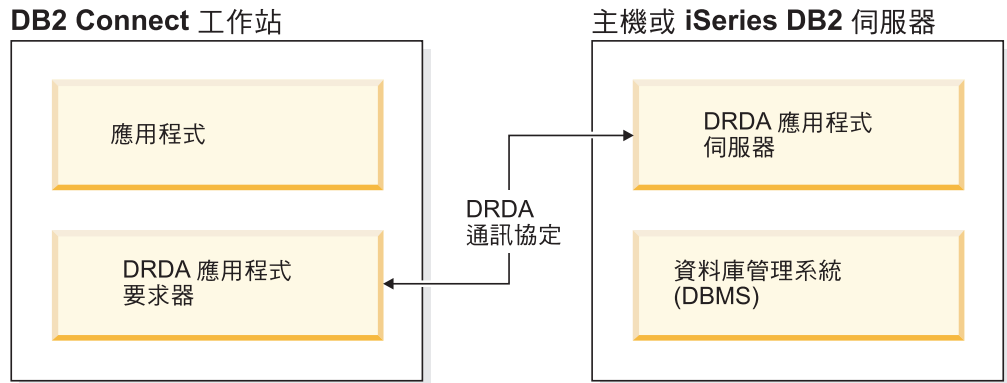 DB2 Connect 工作站
應用程式
DRDA 應用程式
要求器
DRDA
通訊協定
主機或 iSeries DB2 伺服器
DRDA 應用程式
伺服器
資料庫管理系統
(DBMS)